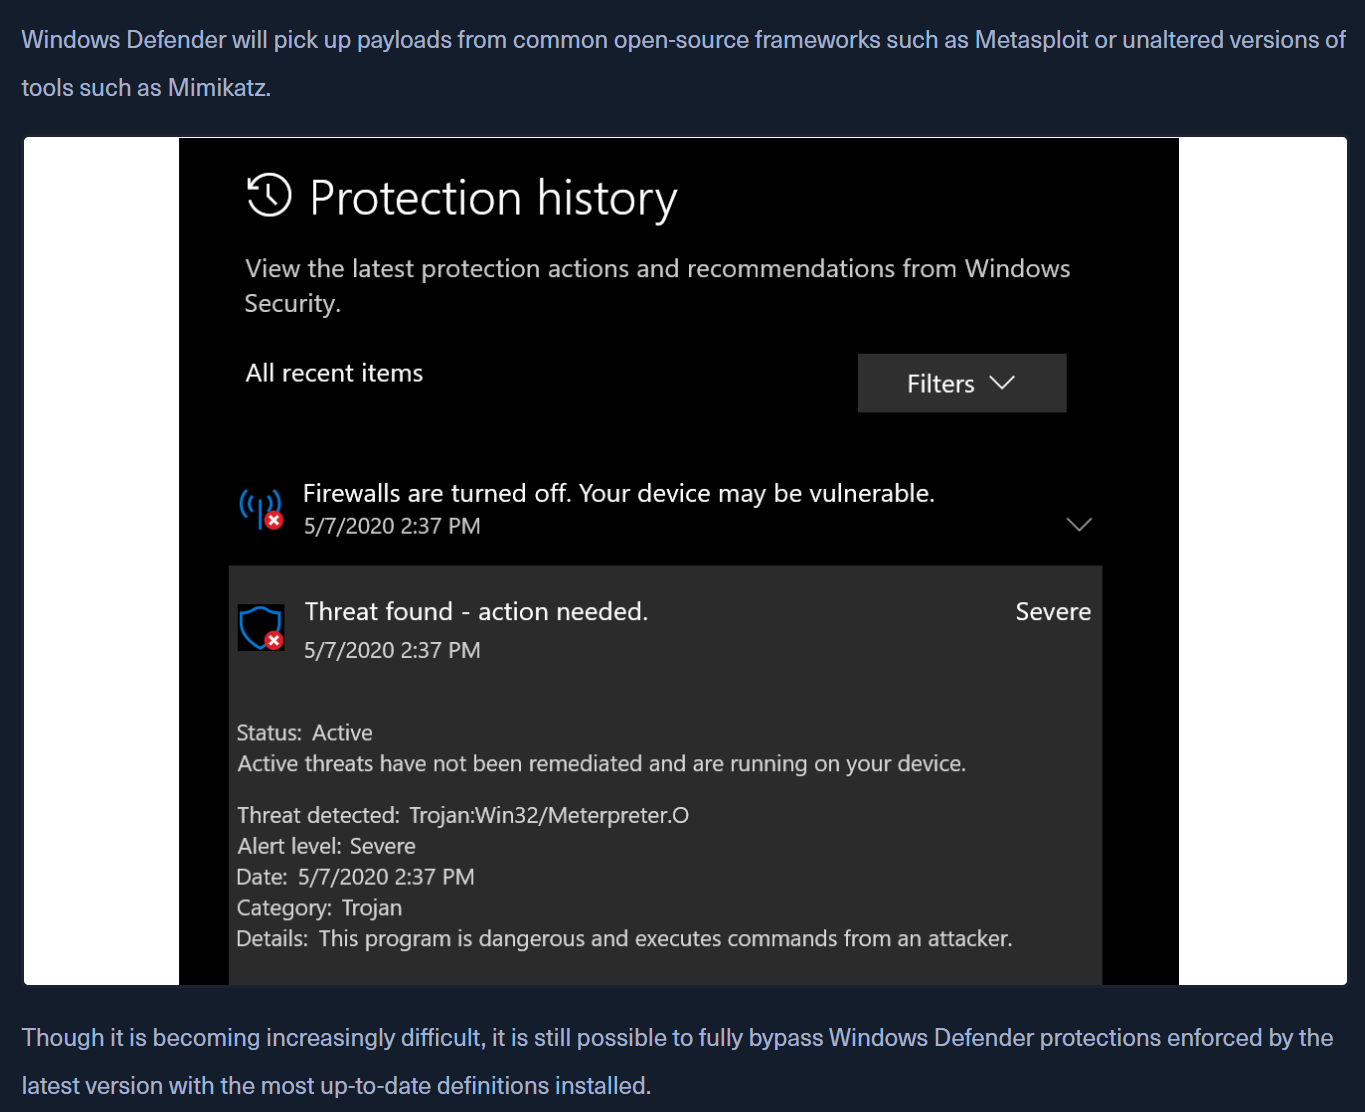 Windows Defender will pick up payloads from common open-source frameworks such as Metasploit or unaltered versions of
tools such as Mimikatz.
Protection history
View the latest protection actions and recommendations from Windows
Security.
All recent items
Filters
Firewalls are turned off. Your device may be vulnerable.
5/7/2020 2:37 PM
Threat found - action needed.
Severe
5/7/2020 2:37 PM
Status: Active
Active threats have not been remediated and are running on your device.
Threat detected: Trojan:Win32/Meterpreter.O
Alert level: Severe
Date: 5/7/2020 2:37 PM
Category: Trojan
Details: This program is dangerous and executes commands from an attacker.
Though it is becoming increasingly difficult, it is still possible to fully bypass Windows Defender protections enforced by the
latest version with the most up-to-date definitions installed.